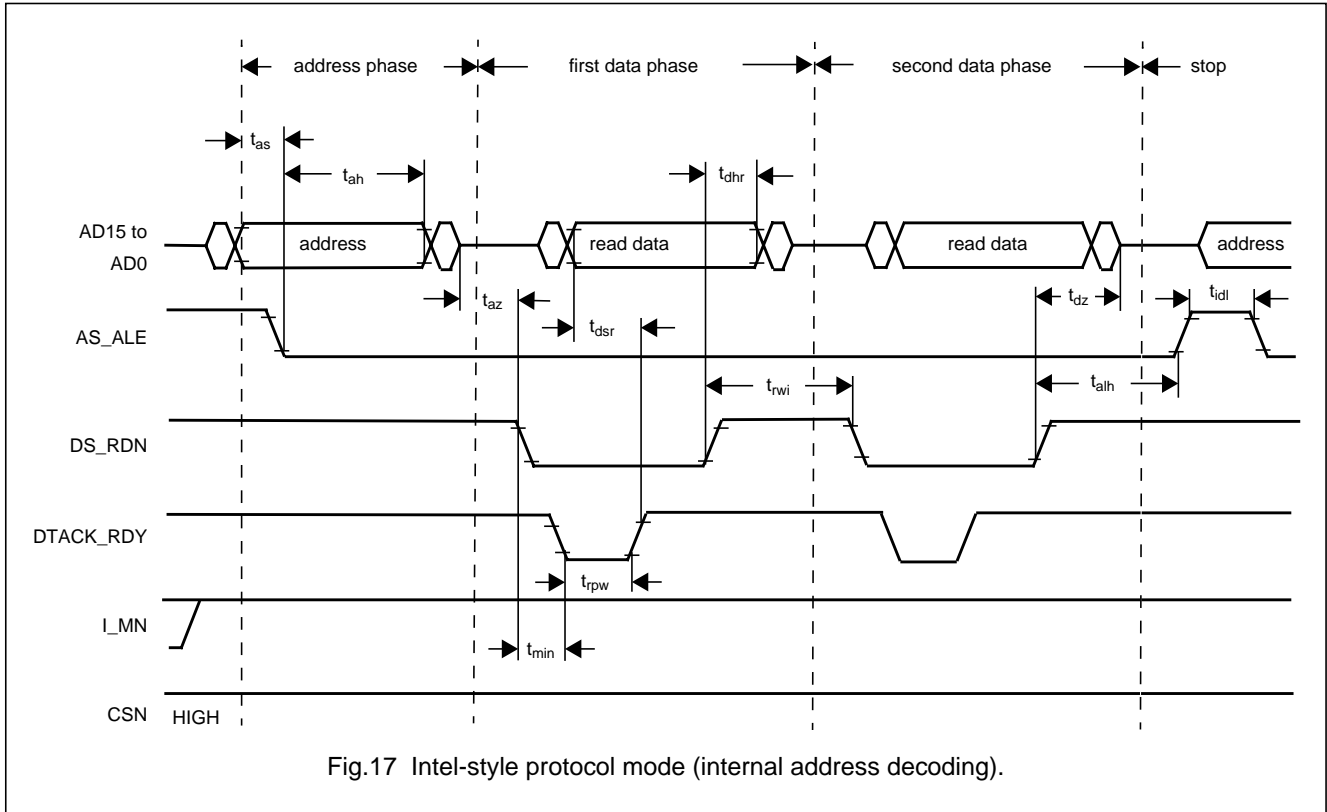 address phase
first data phase
second data phase
stop
tas
tah
tdhr
AD15 to
AD0
address
read data
read data
address
taz
tdsr
tdz
tidl
AS_ALE
trwi
talh
DS_RDN
DTACK_RDY
trpw
I_MN
tmin
CSN
HIGH
Fig.17 Intel-style protocol mode (internal address decoding).